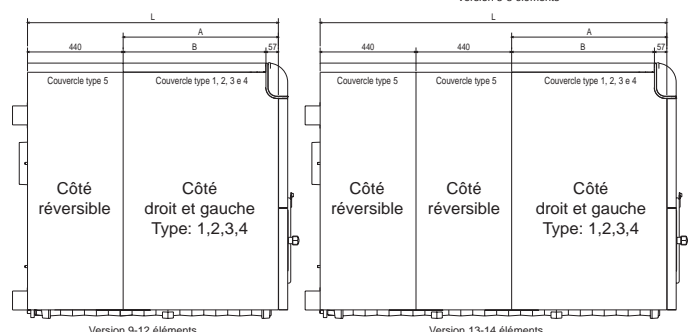 L
A
440
B
57
Couvercle type 5
Couvercle type 1, 2, 3 e 4
Côté
réversible
Côté
droit et gauche
Type: 1,2,3,4
Version 9-12 éléments
L
A
440
440
B
57
Couvercle type 5
Couvercle type 5
Couvercle type 1, 2, 3 e 4
Côté
réversible
Côté
réversible
Côté
droit et gauche
Type: 1,2,3,4
Version 13-14 éléments